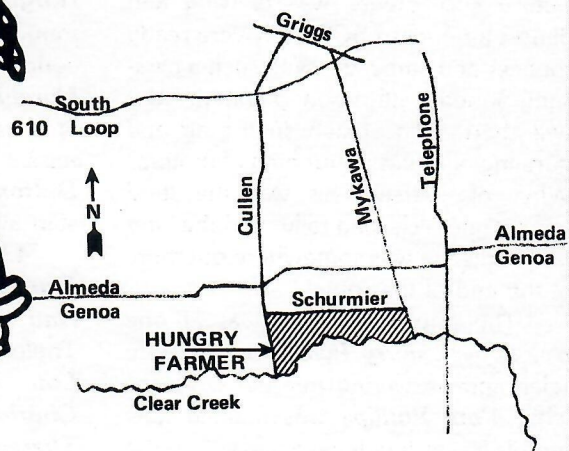 Griggs
South
610 Loop
Telephone
Mykawa
Cullen
N
Almeda
Genoa
Almeda
Genoa
Schurmier
HUNGRY
FARMER
Clear Creek